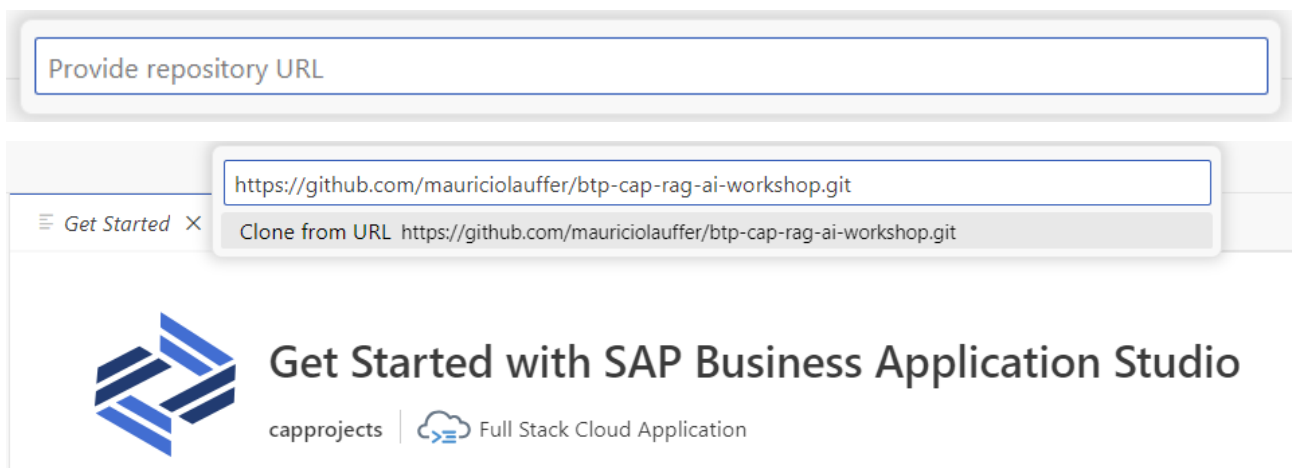 Provide repository URL
https://github.com/mauriciolauffer/btp-cap-rag-ai-workshop.git
Get Started
Clone from URL https://github.com/mauriciolauffer/btp-cap-rag-ai-workshop.git
Get Started with SAP Business Application Studio
capprojects Full Stack Cloud Application